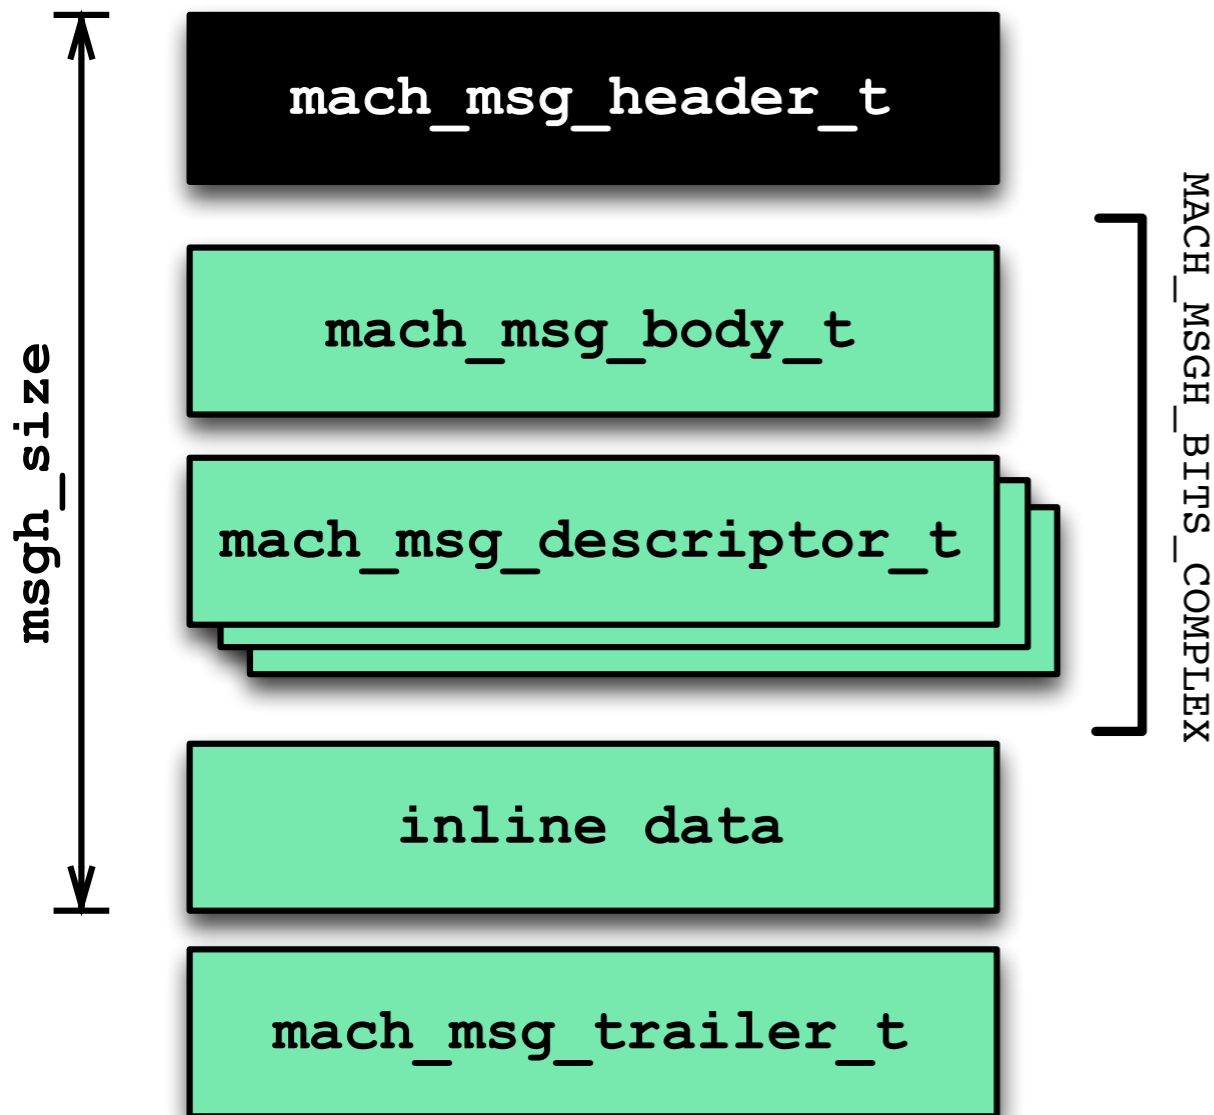 mach_msg_header_t
mach_msg_body_t
mach_msg_descriptor_t
inline data
mach_msg_trailer_t
msgh_size
MACH_MSGH_BITS_COMPLEX